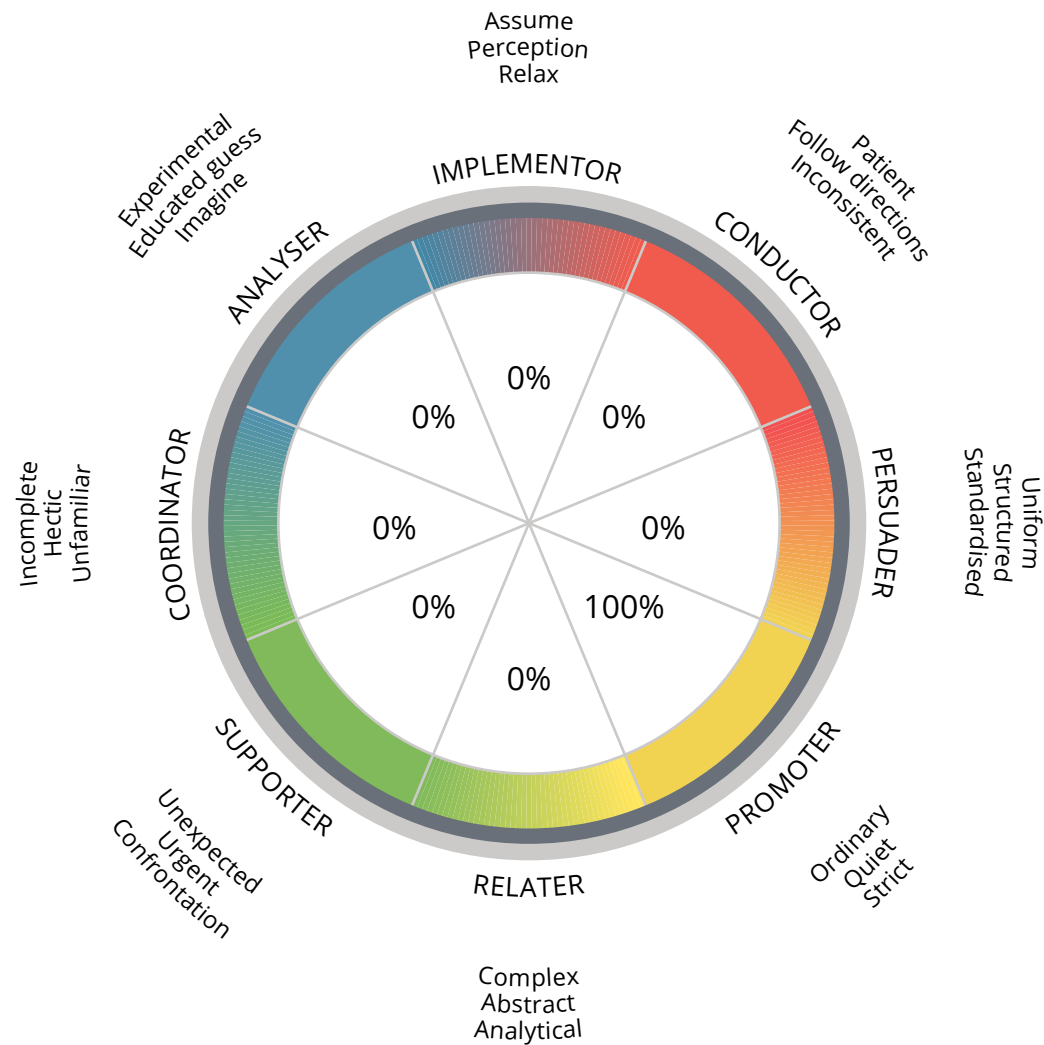 Assume
Perception
Relax
IMPLEMENTOR
Patient
Follow directions
Inconsistent
CONDUCTOR
Uniform
Structured
Standardised
PERSUADER
Ordinary
Quiet
Strict
PROMOTER
Complex
Abstract
Analytical
RELATER
Unexpected
Urgent
Confrontation
SUPPORTER
Incomplete
Hectic
Unfamiliar
COORDINATOR
Experimental
Educated guess
Imagine
ANALYSER
0%
0%
0%
0%
0%
0%
100%
0%